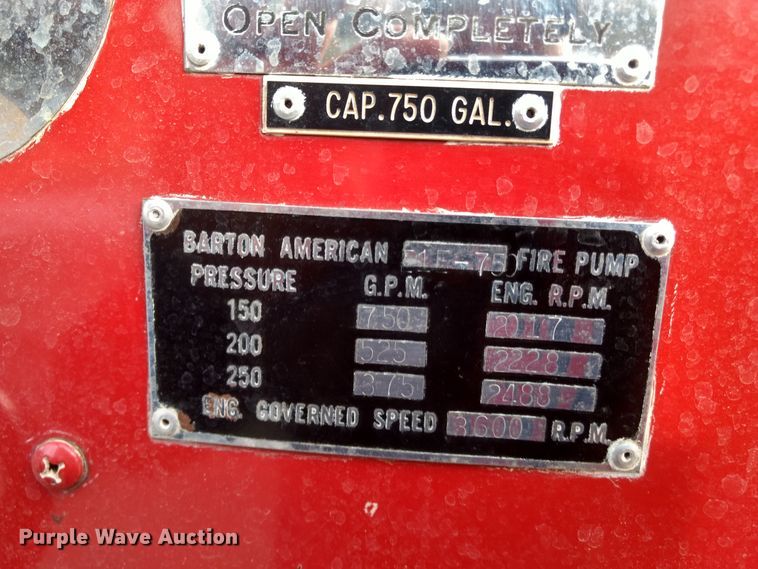 OPEN COMPLETELY
CAP.750 GAL.
BARTON AMERICAN FIRE PUMP
PRESSURE G.P.M. ENG. R.P.M.
150 750 2017
200 525 2228
250 375 2488
ENG. GOVERNED SPEED 3600 R.P.M.
Purple Wave Auction®